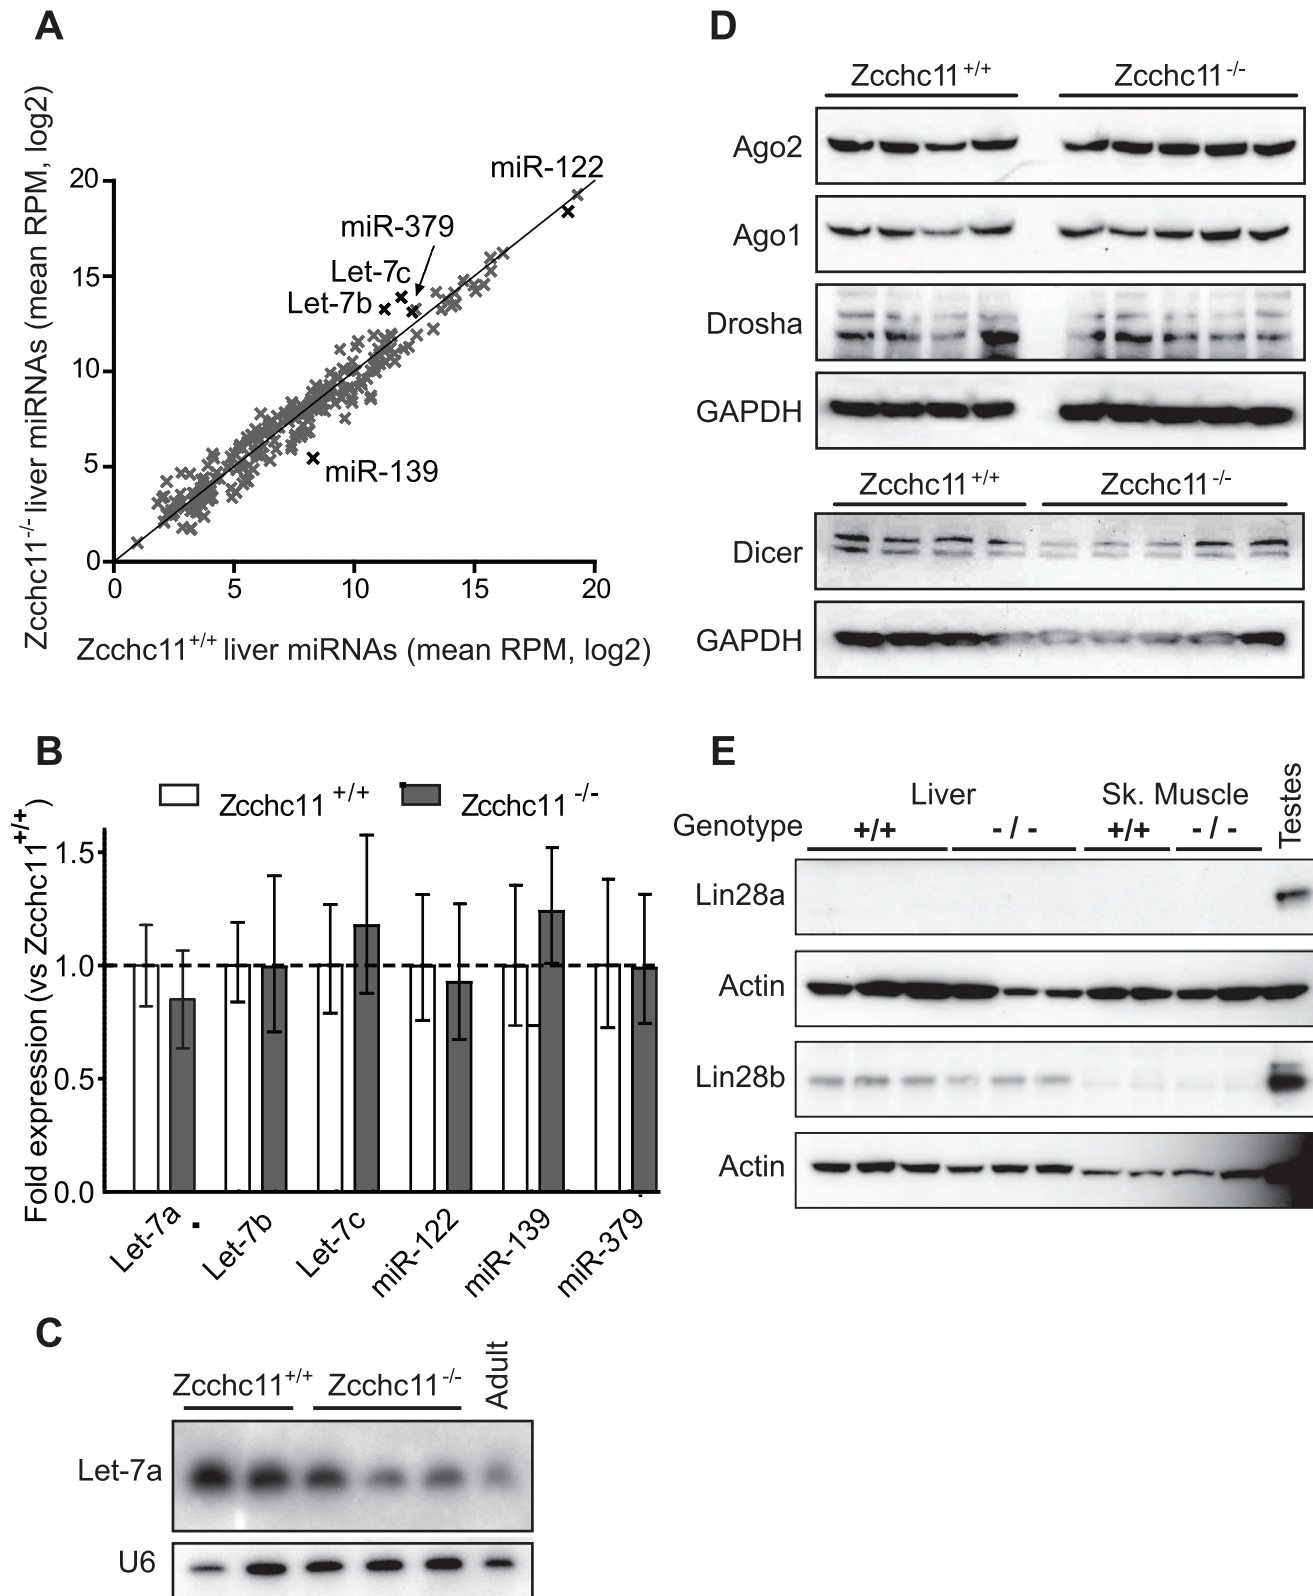 A
Zcchc11-/- liver miRNAs (mean RPM, log2)
20
15
10
5
0
miR-122
miR-379
Let-7c
Let-7b
miR-139
0 5 10 15 20
Zcchc11+/+ liver miRNAs (mean RPM, log2)
B
Zcchc11 +/+ Zcchc11 -/-
Fold expression (vs Zcchc11+/+)
1.5
1.0
0.5
0.0
Let-7a Let-7b Let-7c miR-122 miR-139 miR-379
C
Zcchc11+/+ Zcchc11-/- Adult
Let-7a
U6
D
Zcchc11+/+ Zcchc11-/-
Ago2
Ago1
Drosha
GAPDH
Zcchc11+/+ Zcchc11-/-
Dicer
GAPDH
E
Liver Sk. Muscle Testes
Genotype +/+ - / - +/+ - / -
Lin28a
Actin
Lin28b
Actin